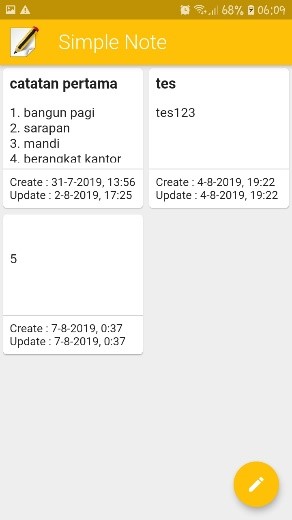 68% 06:09
Simple Note
catatan pertama
1. bangun pagi
2. sarapan
3. mandi
4. berangkat kantor
Create : 31-7-2019, 13:56
Update : 2-8-2019, 17:25
tes
tes123
Create : 4-8-2019, 19:22
Update : 4-8-2019, 19:22
5
Create : 7-8-2019, 0:37
Update : 7-8-2019, 0:37